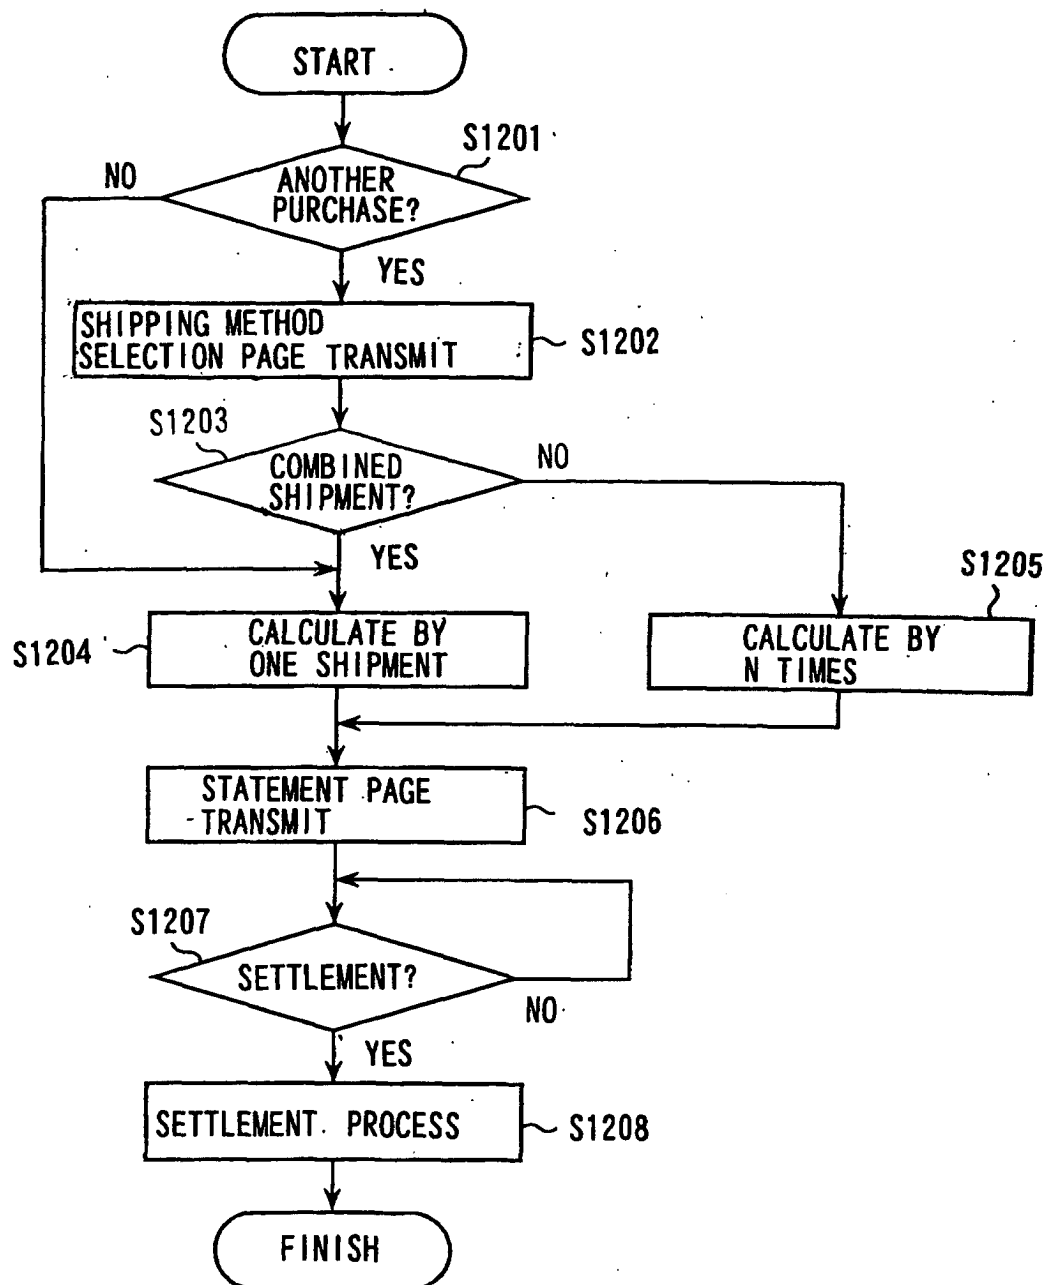 START
S1201
NO
ANOTHER
PURCHASE?
YES
SHIPPING METHOD
SELECTION PAGE TRANSMIT
S1202
S1203
COMBINED
SHIPMENT?
NO
YES
S1205
S1204
CALCULATE BY
ONE SHIPMENT
CALCULATE BY
N TIMES
STATEMENT PAGE
TRANSMIT
S1206
S1207
SETTLEMENT?
NO
YES
SETTLEMENT PROCESS
S1208
FINISH